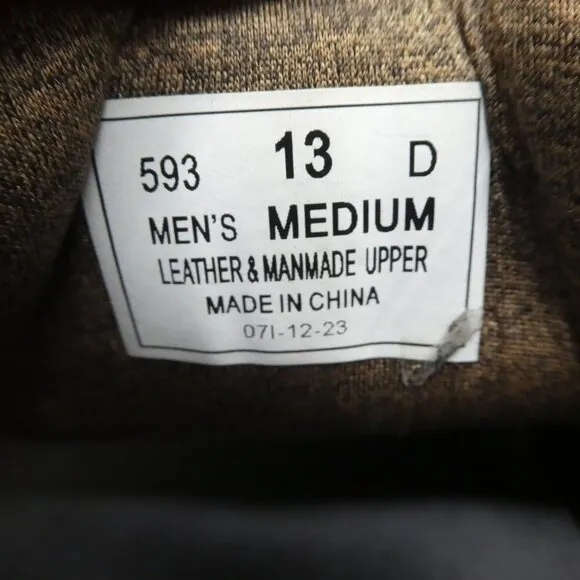 593 13 D
MEN'S MEDIUM
LEATHER & MANMADE UPPER
MADE IN CHINA
07I-12-23